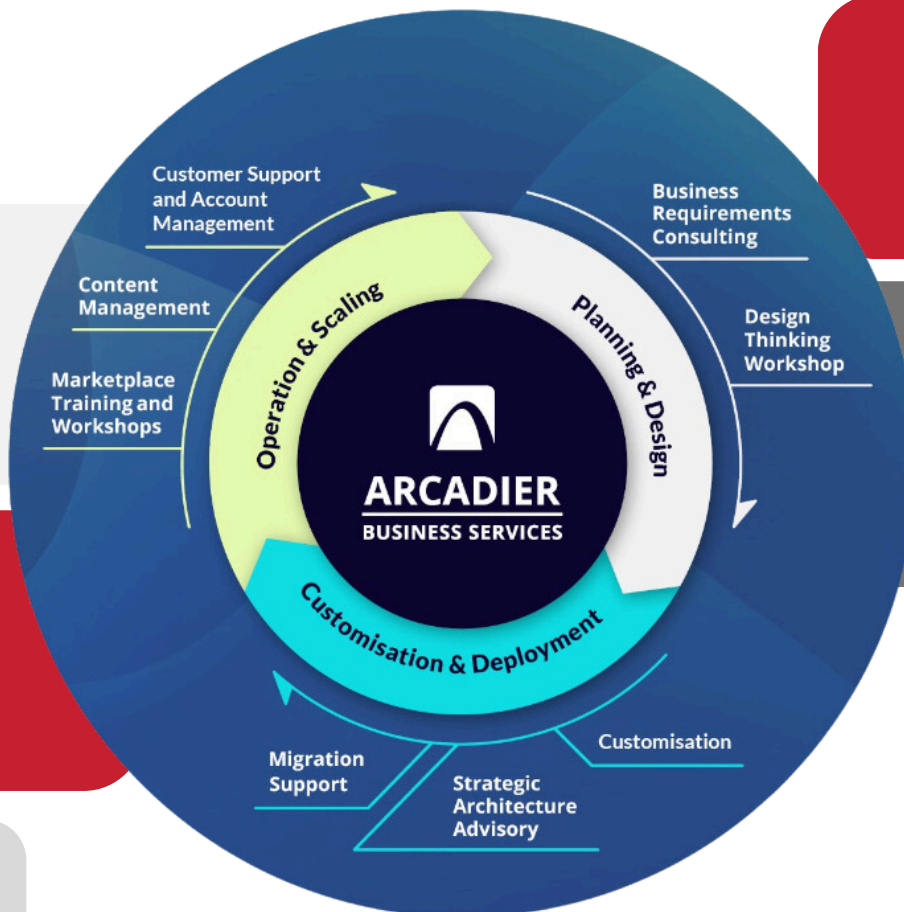 Customer Support
and Account
Management
Content
Management
Marketplace
Training and
Workshops
Operation & Scaling
Business
Requirements
Consulting
Design
Thinking
Workshop
Planning & Design
ARCADIER
BUSINESS SERVICES
Customisation & Deployment
Customisation
Strategic
Architecture
Advisory
Migration
Support